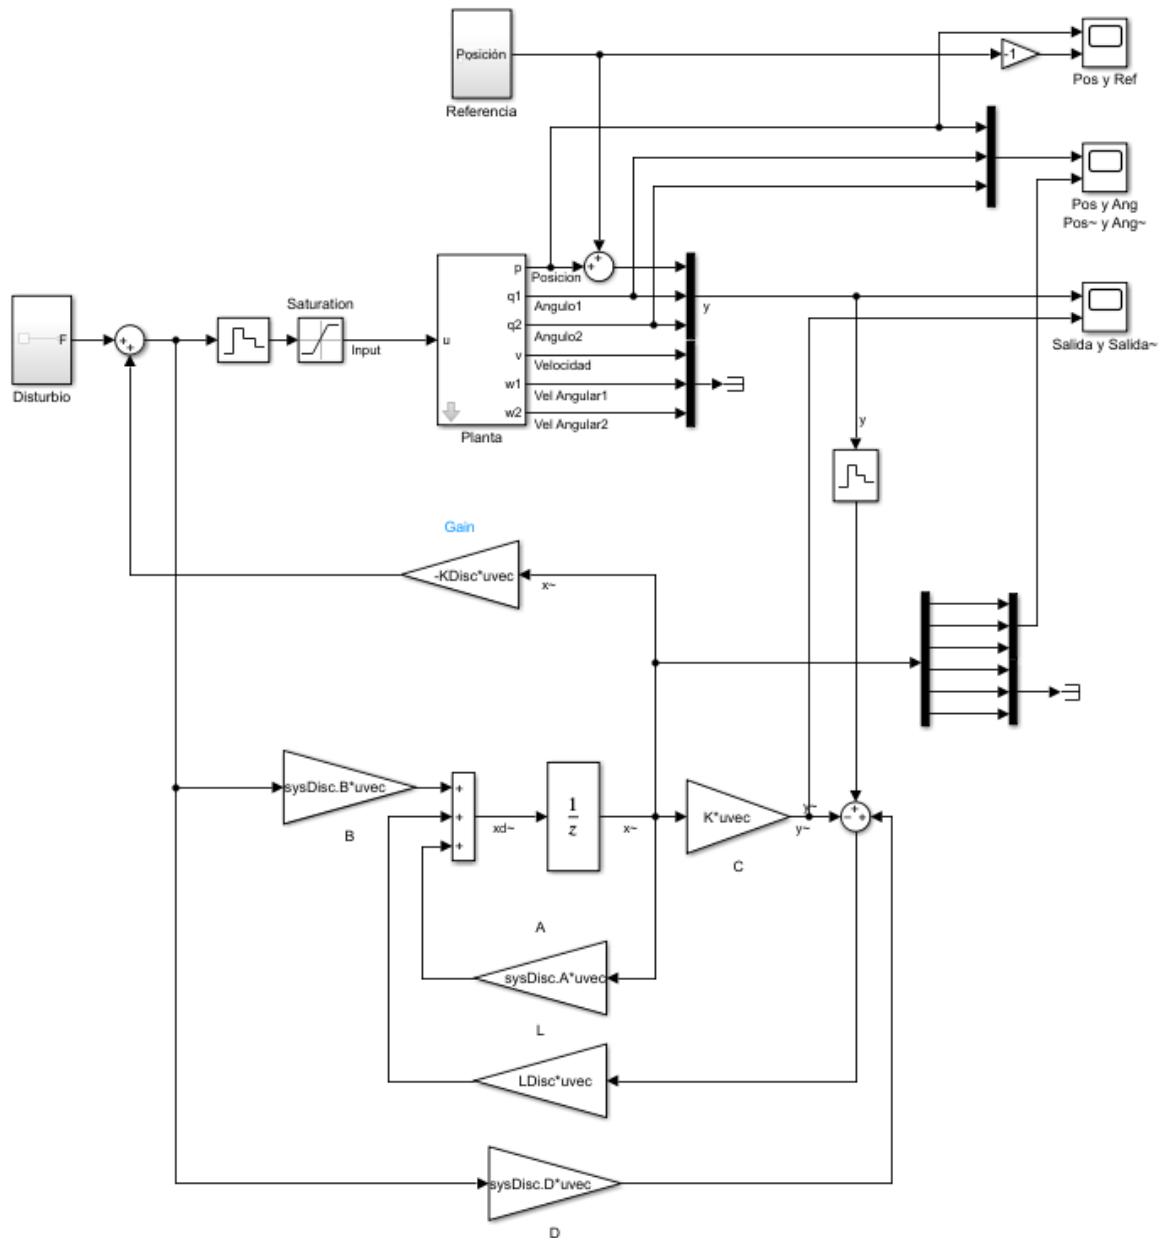 Posición
Referencia
-1
Pos y Ref
Pos y Ang
Pos~ y Ang~
Salida y Salida~
Disturbio
F
+
+
Saturation
Input
u
p
q1
q2
v
w1
w2
Planta
Posicion
Angulo1
Angulo2
Velocidad
Vel Angular1
Vel Angular2
+
+
y
y
Gain
-KDisc*uvec
x~
sysDisc.B*uvec
B
+
+
+
xd~
1
z
x~
K*uvec
C
y~
y~
+
-
+
A
sysDisc.A*uvec
L
LDisc*uvec
sysDisc.D*uvec
D